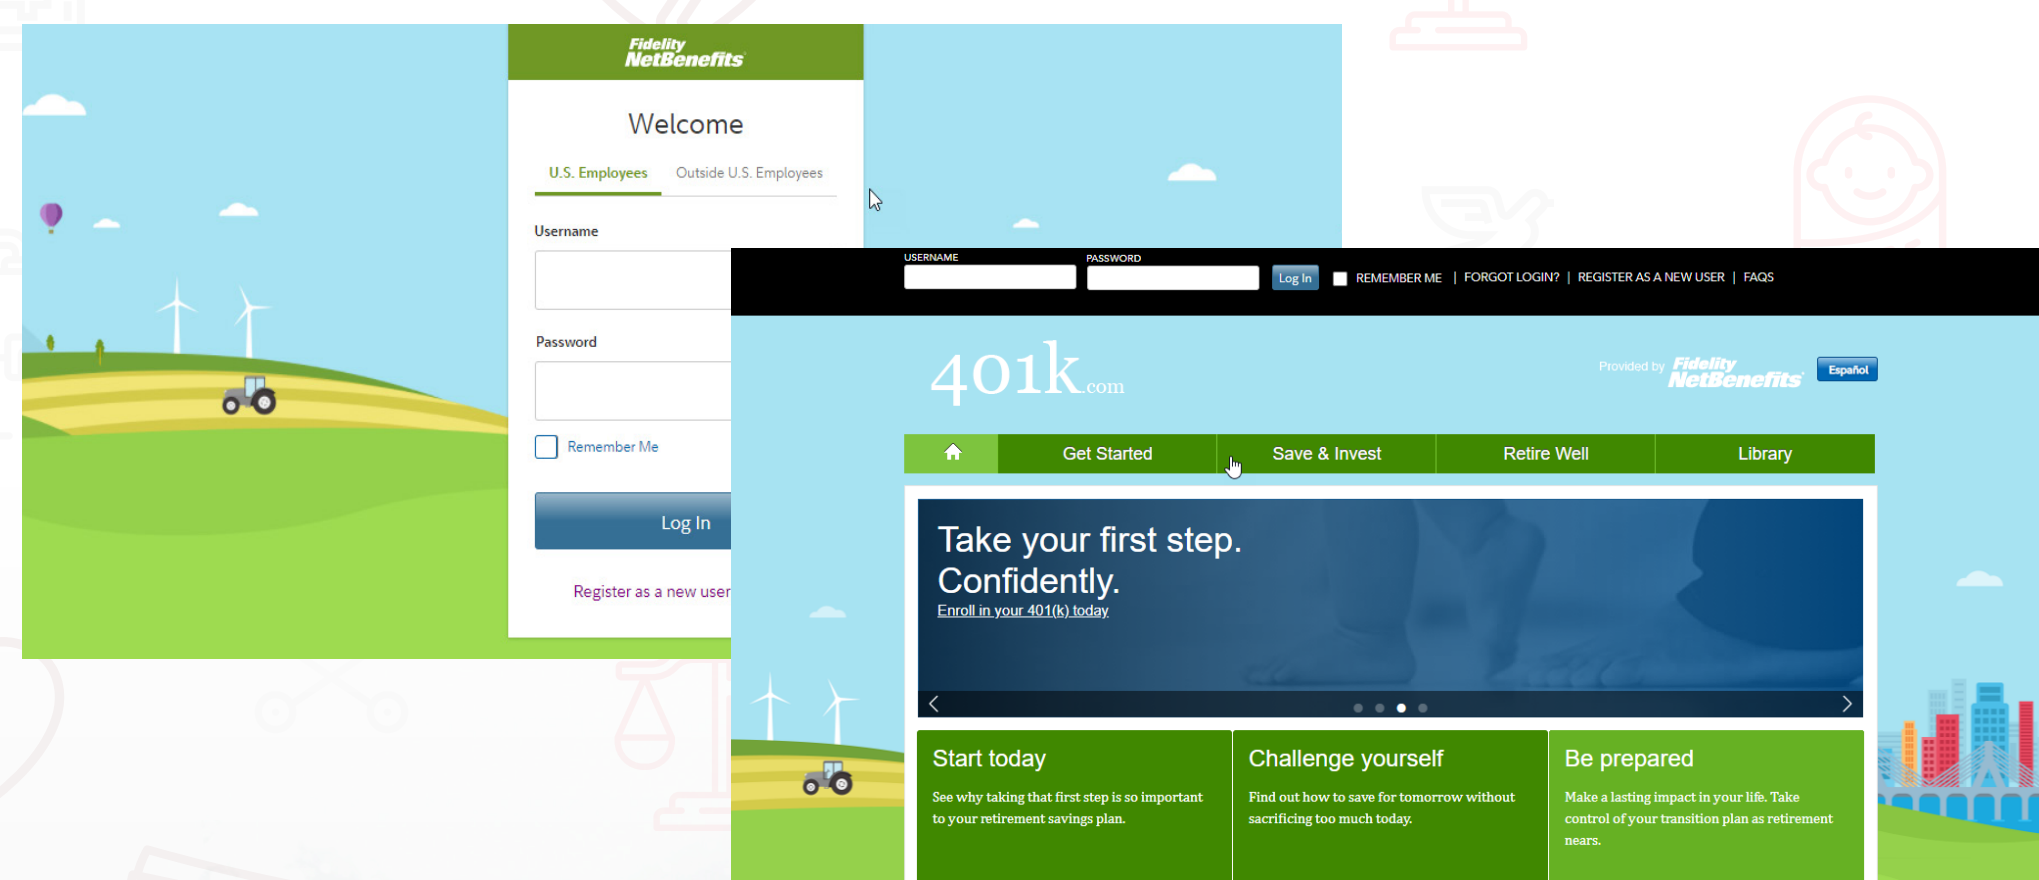 Fidelity
NetBenefits
Welcome
U.S. Employees
Outside U.S. Employees
Username
Password
Remember Me
Log In
Register as a new user
USERNAME
PASSWORD
Log In
REMEMBER ME | FORGOT LOGIN? | REGISTER AS A NEW USER | FAQS
401k.com
Provided by Fidelity NetBenefits
Español
Get Started
Save & Invest
Retire Well
Library
Take your first step.
Confidently.
Enroll in your 401(k) today
Start today
See why taking that first step is so important
to your retirement savings plan.
Challenge yourself
Find out how to save for tomorrow without
sacrificing too much today.
Be prepared
Make a lasting impact in your life. Take
control of your transition plan as retirement
nears.